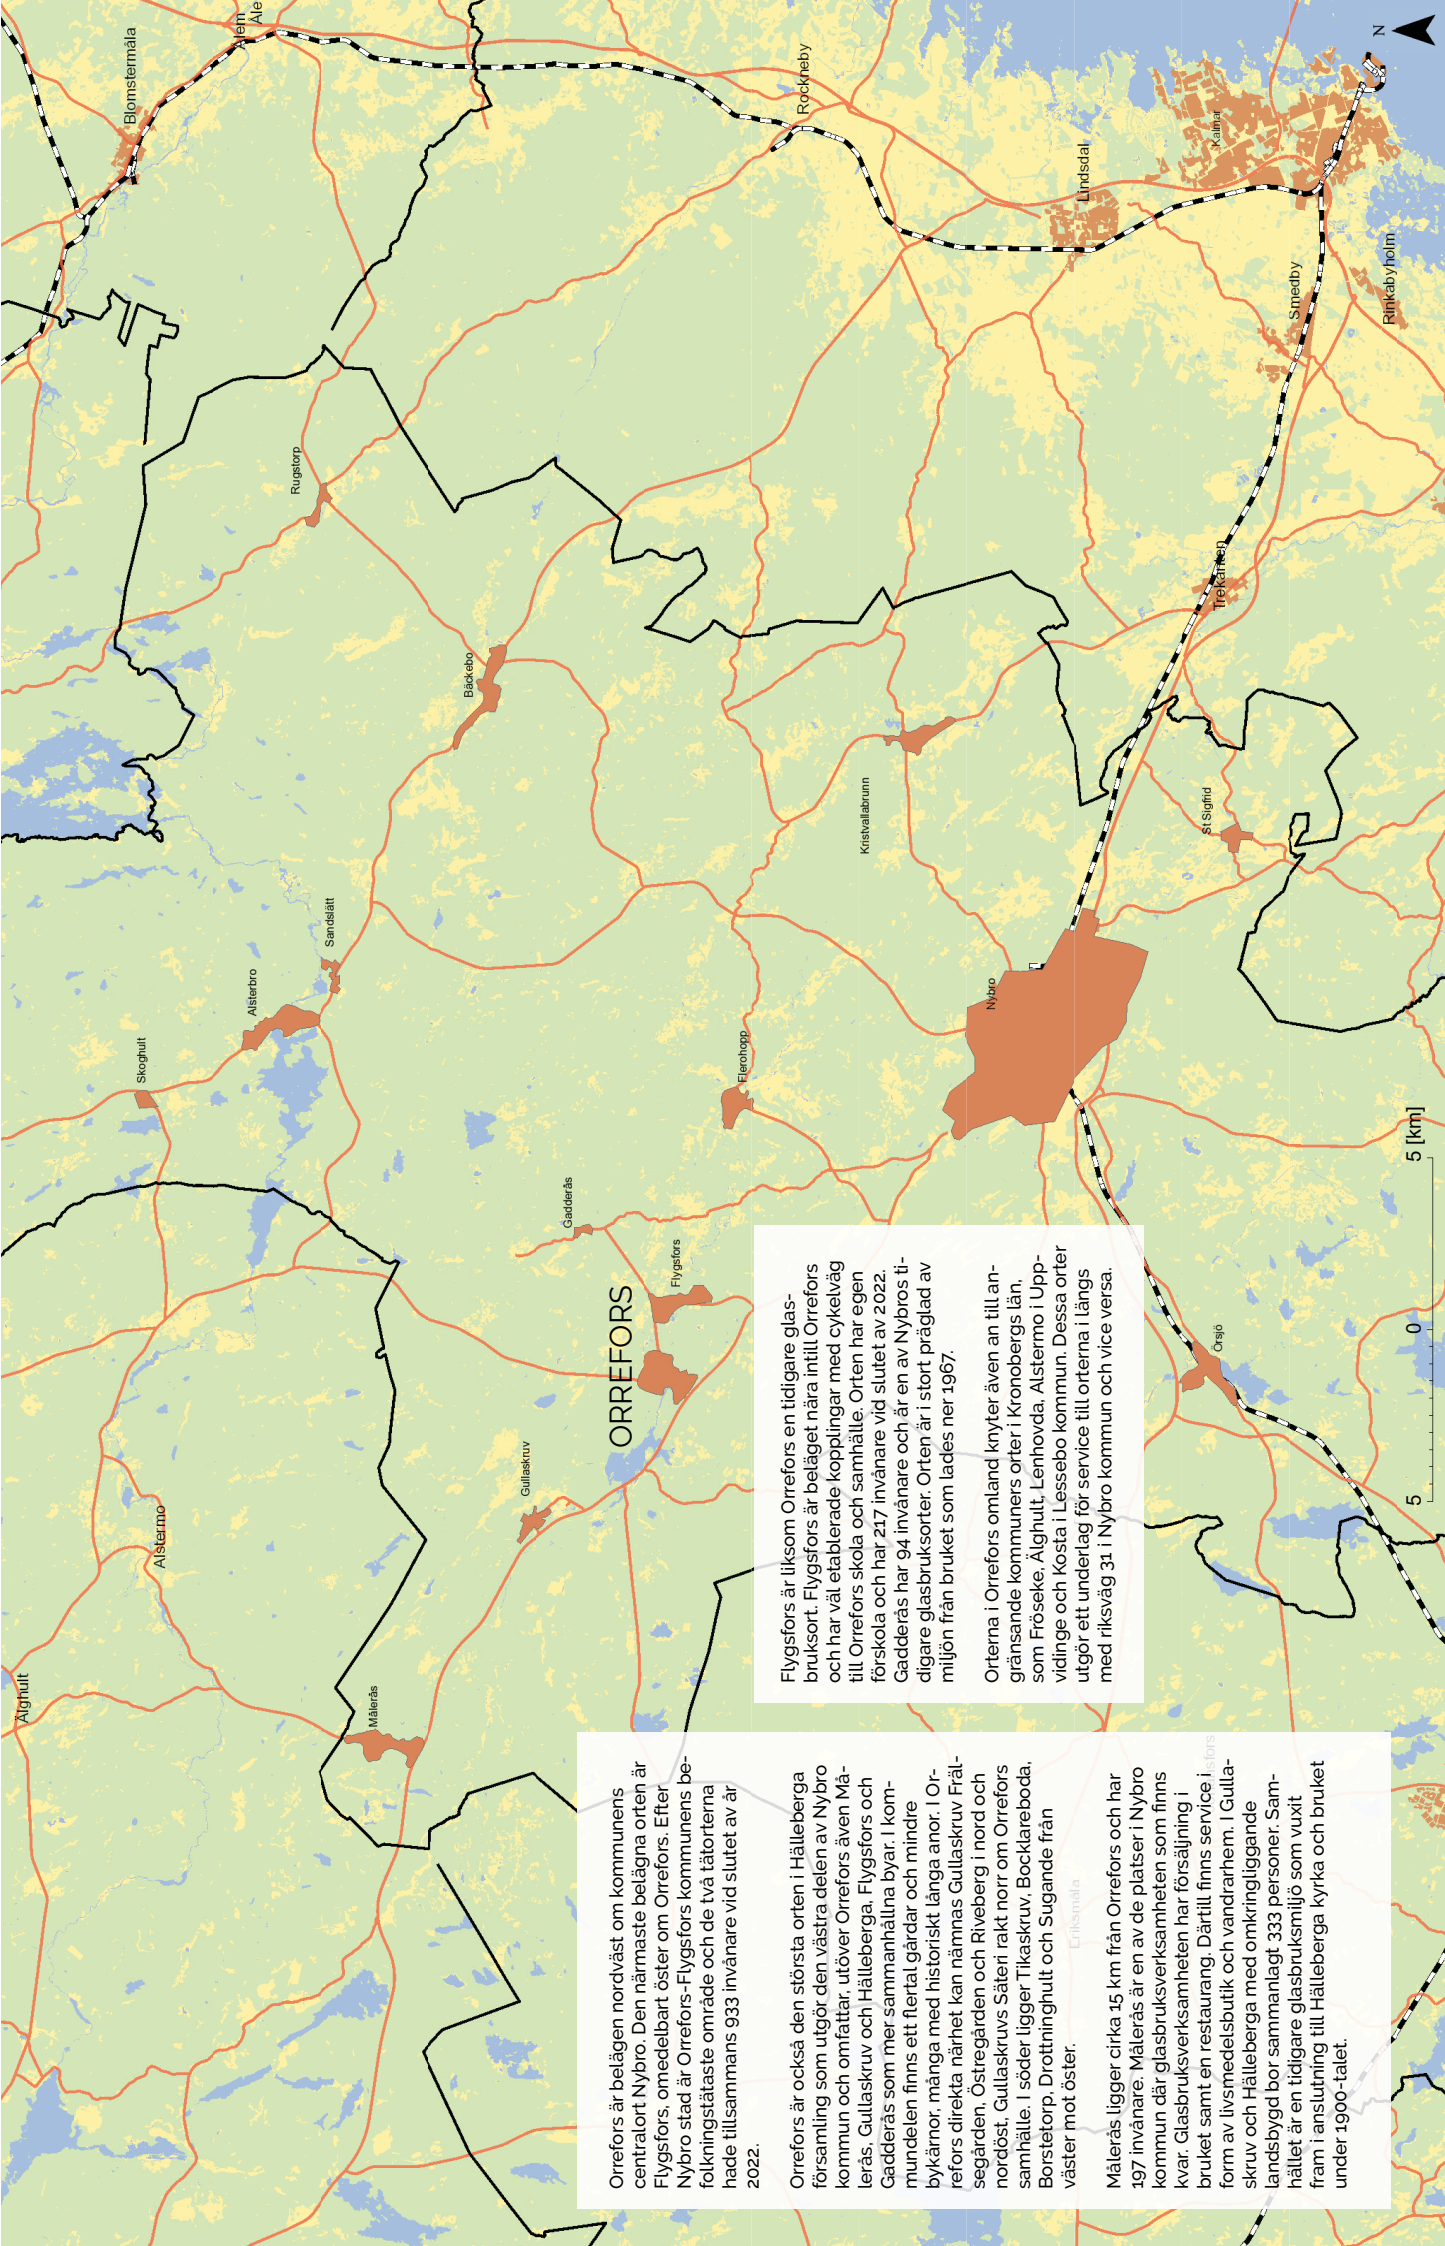 Orrefors är belägen nordväst om kommunens
centralort Nybro. Den närmaste belägna orten är
Flygsfors, omedelbart öster om Orrefors. Efter
Nybro stad är Orrefors-Flygsfors kommunens be-
folkningstätaste område och de två tätorterna
hade tillsammans 933 invånare vid slutet av år
2022.
Orrefors är också den största orten i Hälleberga
församling som utgör den västra delen av Nybro
kommun och omfattar, utöver Orrefors även Må-
lerås, Gullaskruv och Hälleberga, Flygsfors och
Gadderås som mer sammanhållna byar. I kom-
munden finns ett flertal gårdar och mindre
bykärnor, många med historiskt långa anor. I Or-
refors direkta närhet kan nämnas Gullaskruv Fräl-
segården, Östregården och Riveberg i nord och
nordöst, Gullaskruvs Säteri rakt norr om Orrefors
samhälle. I söder ligger Tikaskruv, Bocklareboda,
Borstetorp, Drottninghult och Sugande från
väster mot öster.
Målerås ligger cirka 15 km från Orrefors och har
197 invånare. Målerås är en av de platser i Nybro
kommun där glasbruksverksamheten som finns
kvar. Glasbruksverksamheten har försäljning i
bruket samt en restaurang. Därtill finns service i
form av livsmedelsbutik och vandrarhem. I Gulla-
skruv och Hälleberga med omkringliggande
landsbygd bor sammanlagt 333 personer. Sam-
hället är en tidigare glasbruksmiljö som vuxit
fram i anslutning till Hälleberga kyrka och bruket
under 1900-talet.
Flygsfors är liksom Orrefors en tidigare glas-
bruksort. Flygsfors är beläget nära intill Orrefors
och har väl etablerade kopplingar med cykelväg
till Orrefors skola och samhälle. Orten har egen
förskola och har 217 invånare vid slutet av 2022.
Gadderås har 94 invånare och är en av Nybros ti-
digare glasbruksorter. Orten är i stort präglad av
miljön från bruket som lades ner 1967.
Orterna i Orrefors omland knyter även an till an-
gränsande kommuners orter i Kronobergs län,
som Fröseke, Älghult, Lenhovda, Alstermo i Upp-
vidinge och Kosta i Lessebo kommun. Dessa orter
utgör ett underlag för service till orterna i längs
med riksväg 31 i Nybro kommun och vice versa.
Älghult
Alstermo
Målerås
Gullaskruv
ORREFORS
Flygsfors
Gadderås
Skoghult
Alsterbro
Sandslätt
Flerohopp
Nybro
Örsjö
Eriksmåla
Kristvallabrunn
St Sigfrid
Bäckebo
Rugstorp
Trekanten
Smedby
Rinkabyholm
Lindsdal
Kalmar
Rockneby
Blomstermåla
Ålem
Åle
N
5 0 5 [km]